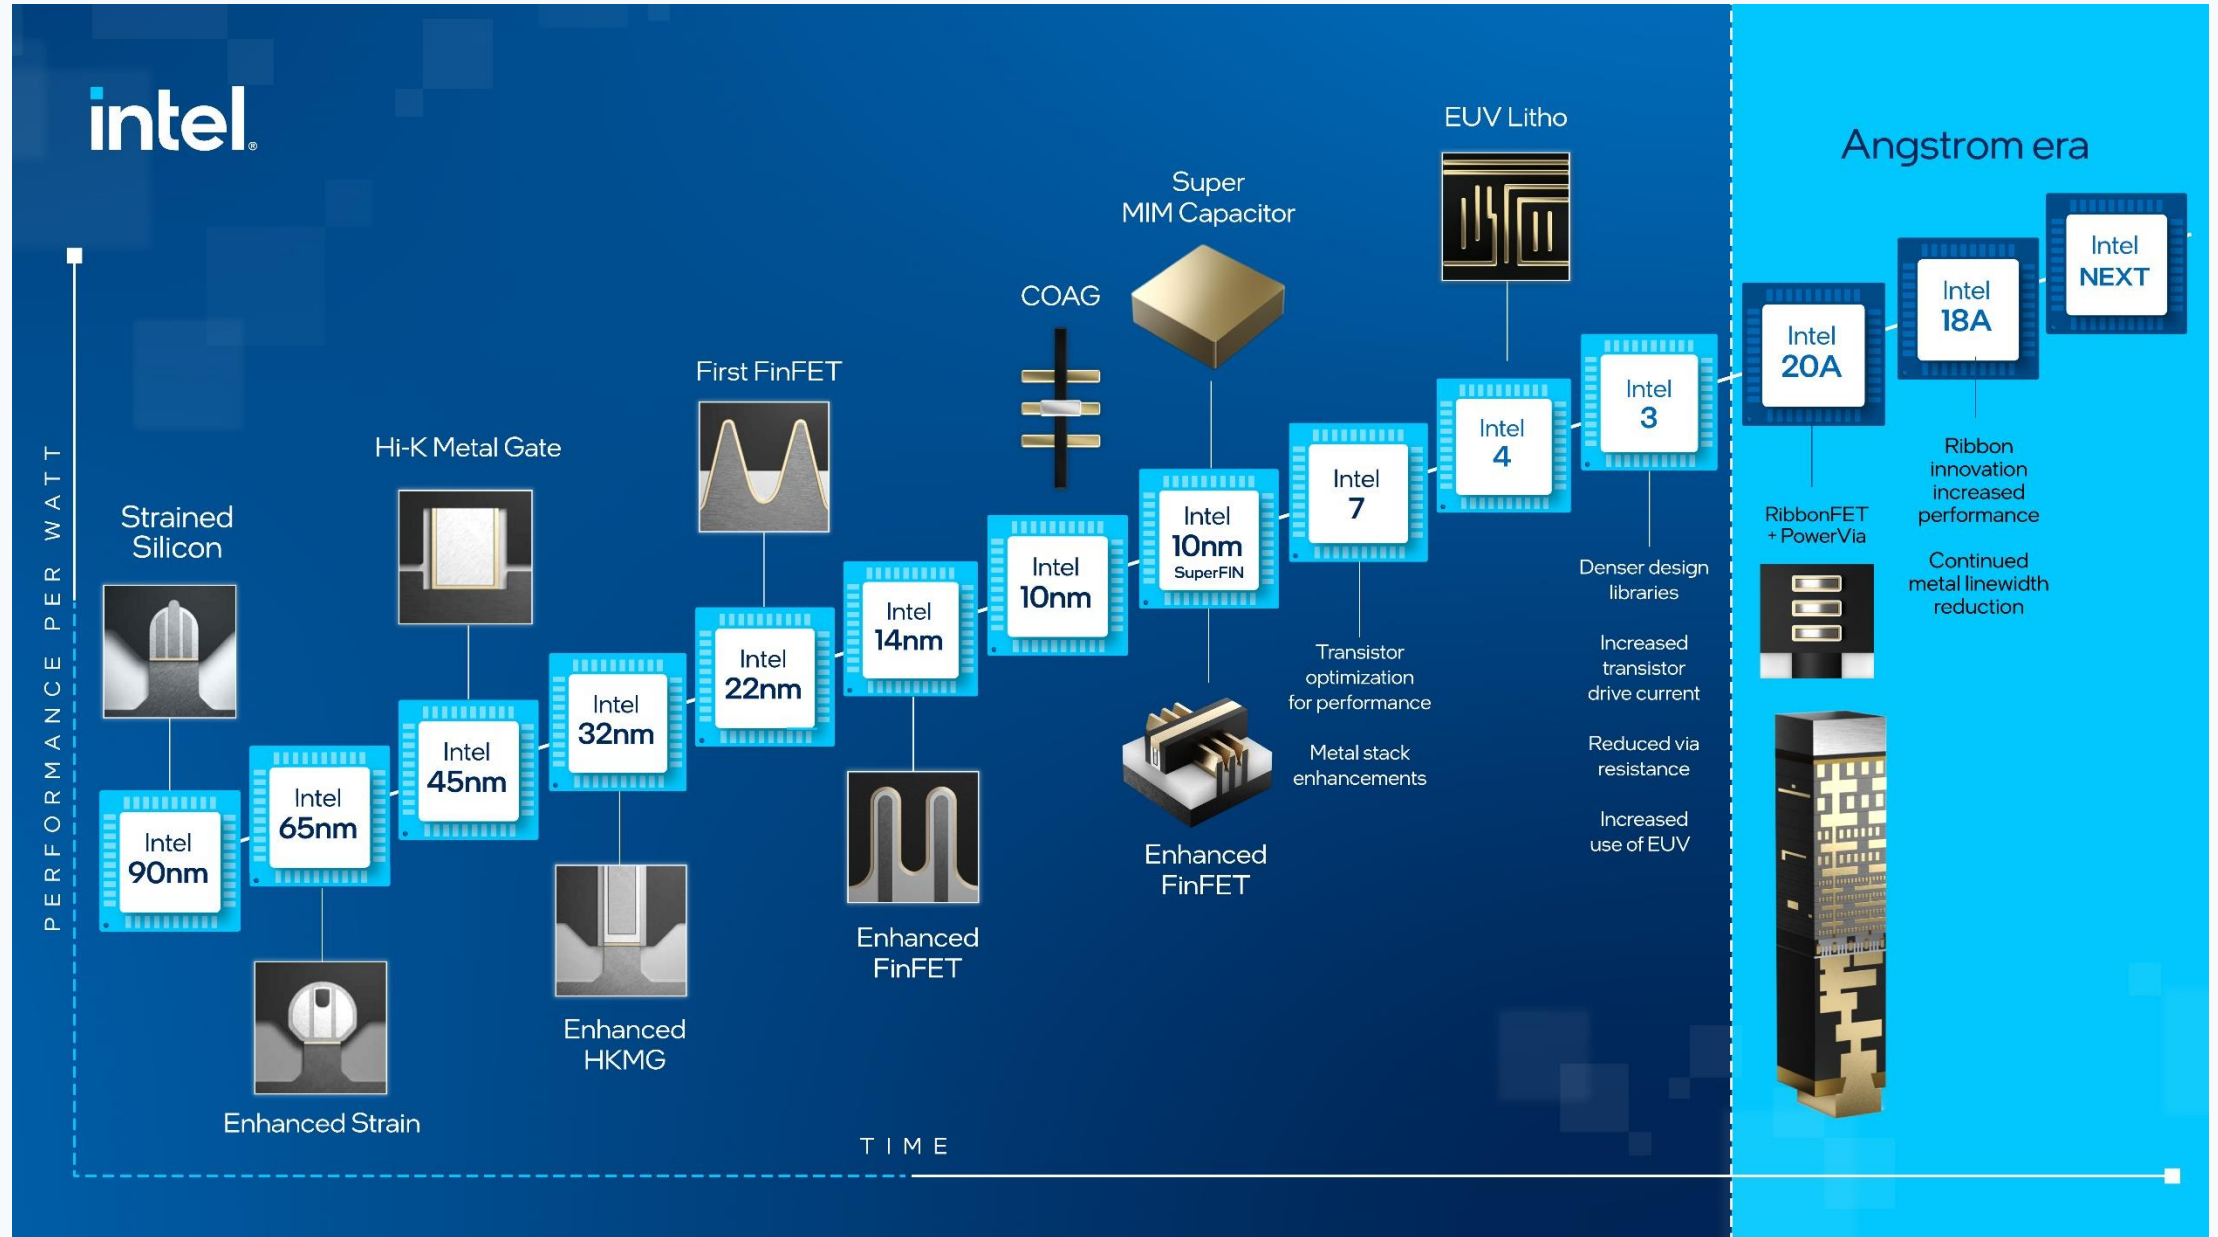 intel®
PERFORMANCE PER WATT
TIME
Strained
Silicon
Intel
90nm
Intel
65nm
Enhanced Strain
Hi-K Metal Gate
Intel
45nm
Intel
32nm
Enhanced
HKMG
First FinFET
Intel
22nm
Intel
14nm
Enhanced
FinFET
COAG
Intel
10nm
Super
MIM Capacitor
Intel
10nm
SuperFIN
Enhanced
FinFET
Intel
7
Transistor
optimization
for performance
Metal stack
enhancements
EUV Litho
Intel
4
Intel
3
Denser design
libraries
Increased
transistor
drive current
Reduced via
resistance
Increased
use of EUV
Angstrom era
Intel
20A
RibbonFET
+ PowerVia
Intel
18A
Ribbon
innovation
increased
performance
Continued
metal linewidth
reduction
Intel
NEXT